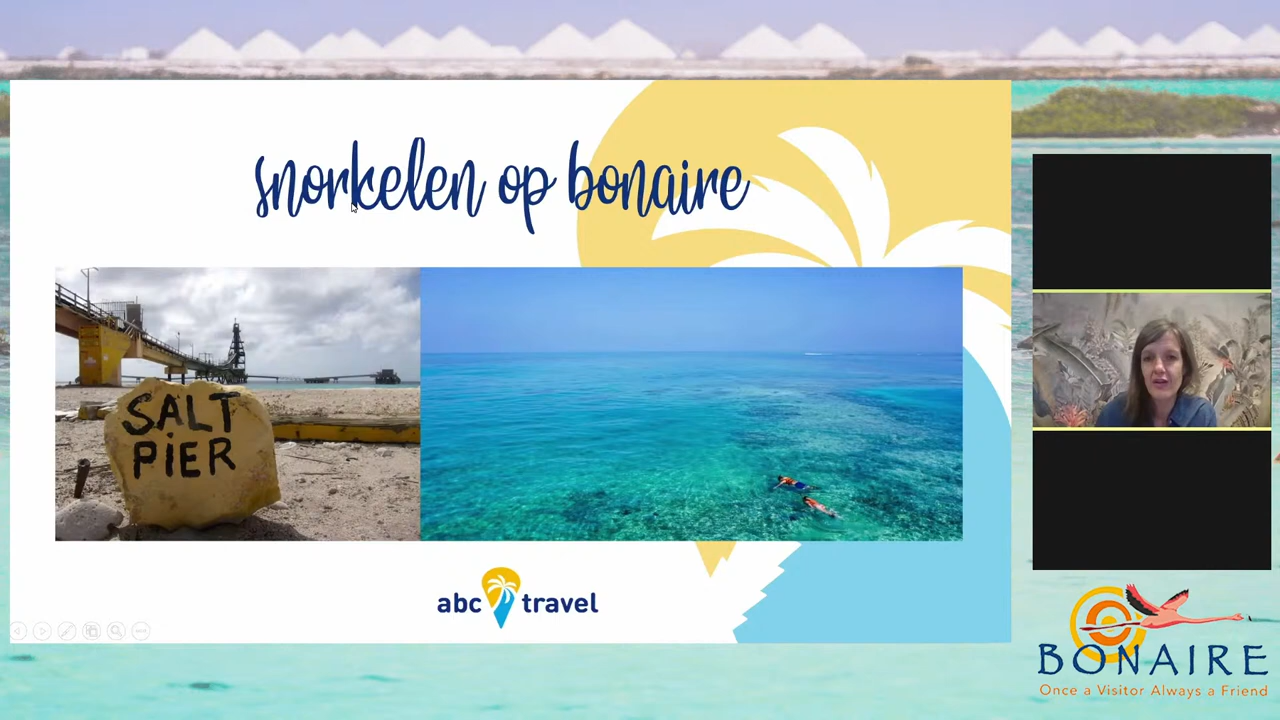 snorkelen op bonaire
SALT
PiER
abc travel
BONAIRE
Once a Visitor Always a Friend